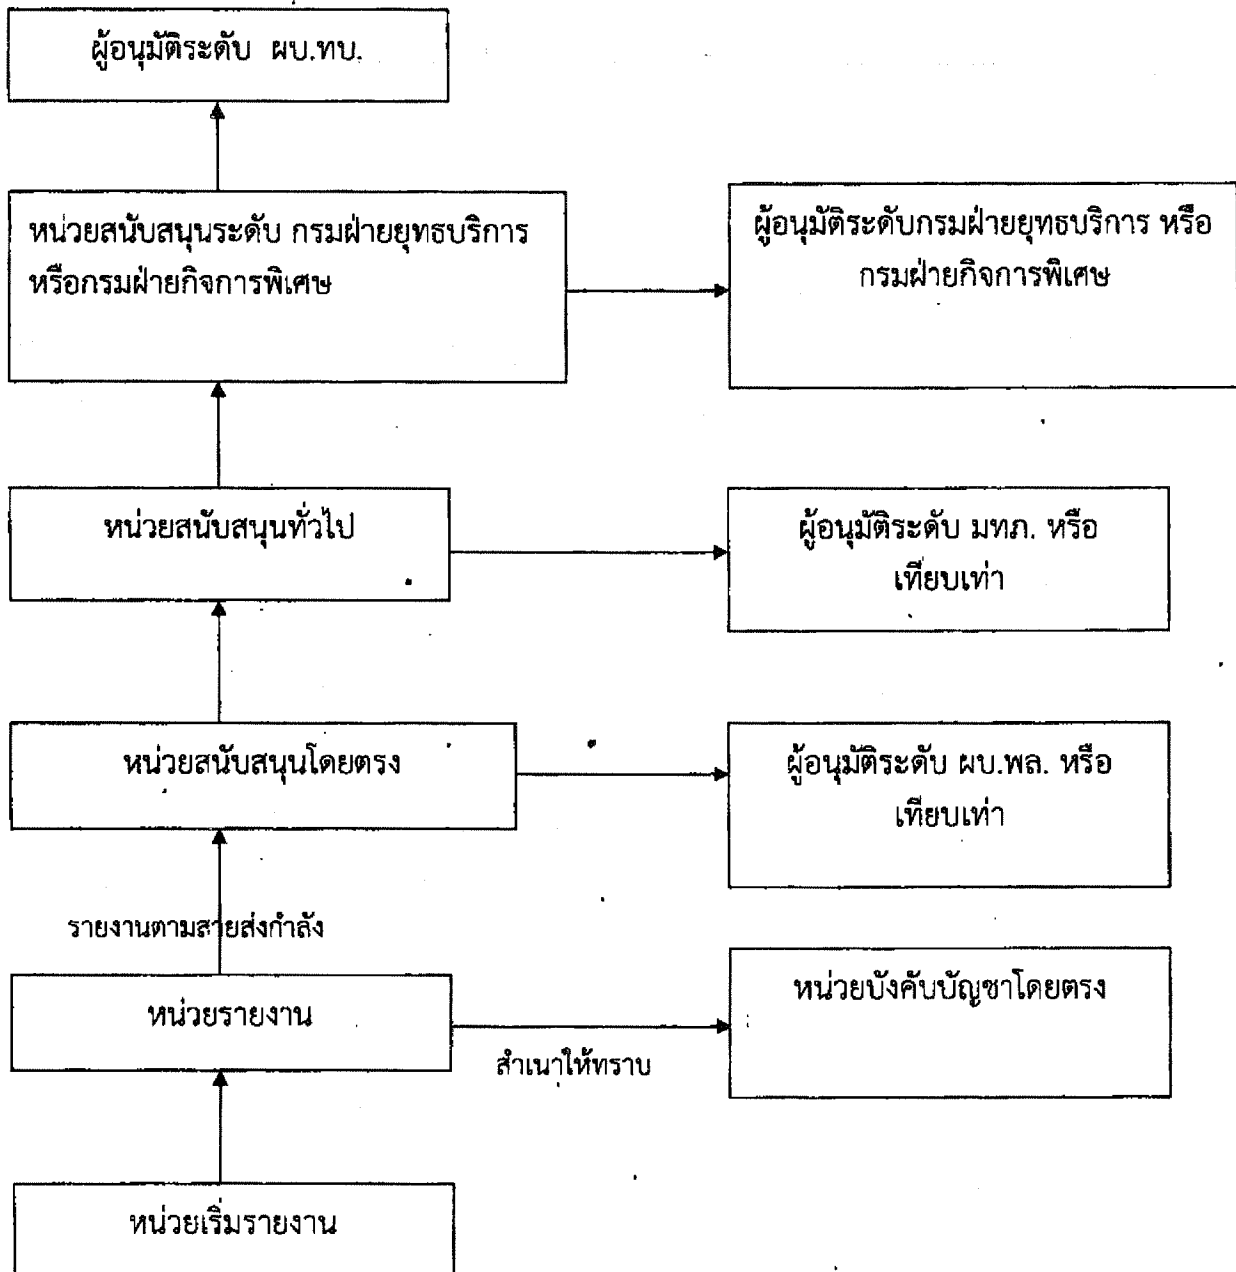 ผู้อนุมัติระดับ ผบ.ทบ.
หน่วยสนับสนุนระดับ กรมฝ่ายยุทธบริการ
หรือกรมฝ่ายกิจการพิเศษ
ผู้อนุมัติระดับกรมฝ่ายยุทธบริการ หรือ
กรมฝ่ายกิจการพิเศษ
หน่วยสนับสนุนทั่วไป
ผู้อนุมัติระดับ มทภ. หรือ
เทียบเท่า
หน่วยสนับสนุนโดยตรง
ผู้อนุมัติระดับ ผบ.พล. หรือ
เทียบเท่า
รายงานตามสายส่งกำลัง
หน่วยรายงาน
หน่วยบังคับบัญชาโดยตรง
สำเนาให้ทราบ
หน่วยเริ่มรายงาน